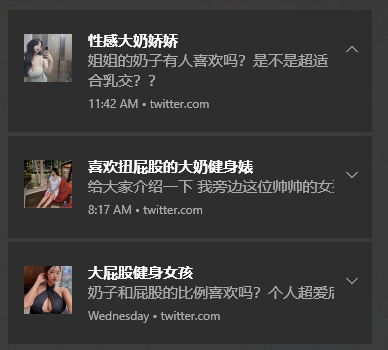 性感大奶娇娇
姐姐的奶子有人喜欢吗？是不是超适
合乳交？？
11:42 AM • twitter.com
喜欢扭屁股的大奶健身婊
给大家介绍一下 我旁边这位帅帅的女
8:17 AM • twitter.com
大屁股健身女孩
奶子和屁股的比例喜欢吗？个人超爱
Wednesday • twitter.com